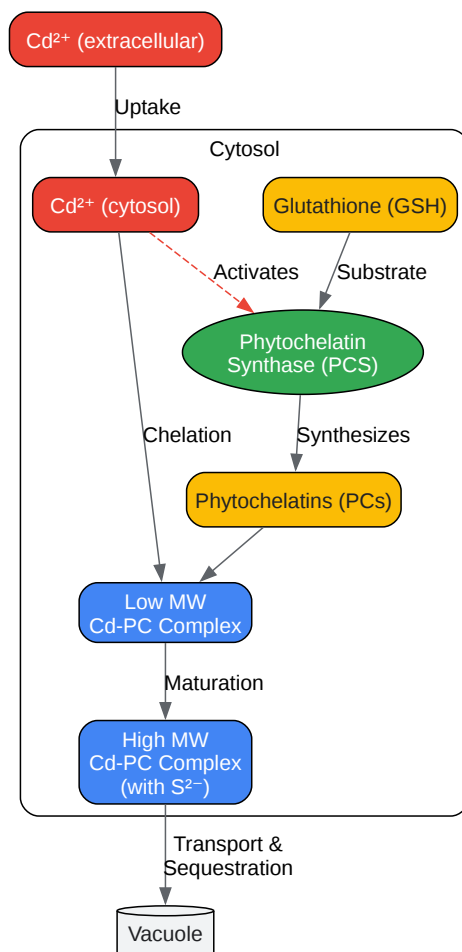 Cd²⁺ (extracellular)
Uptake
Cytosol
Cd²⁺ (cytosol)
Glutathione (GSH)
Activates
Substrate
Phytochelatin
Synthase (PCS)
Chelation
Synthesizes
Phytochelatins (PCs)
Low MW
Cd-PC Complex
Maturation
High MW
Cd-PC Complex
(with S²⁻)
Transport &
Sequestration
Vacuole